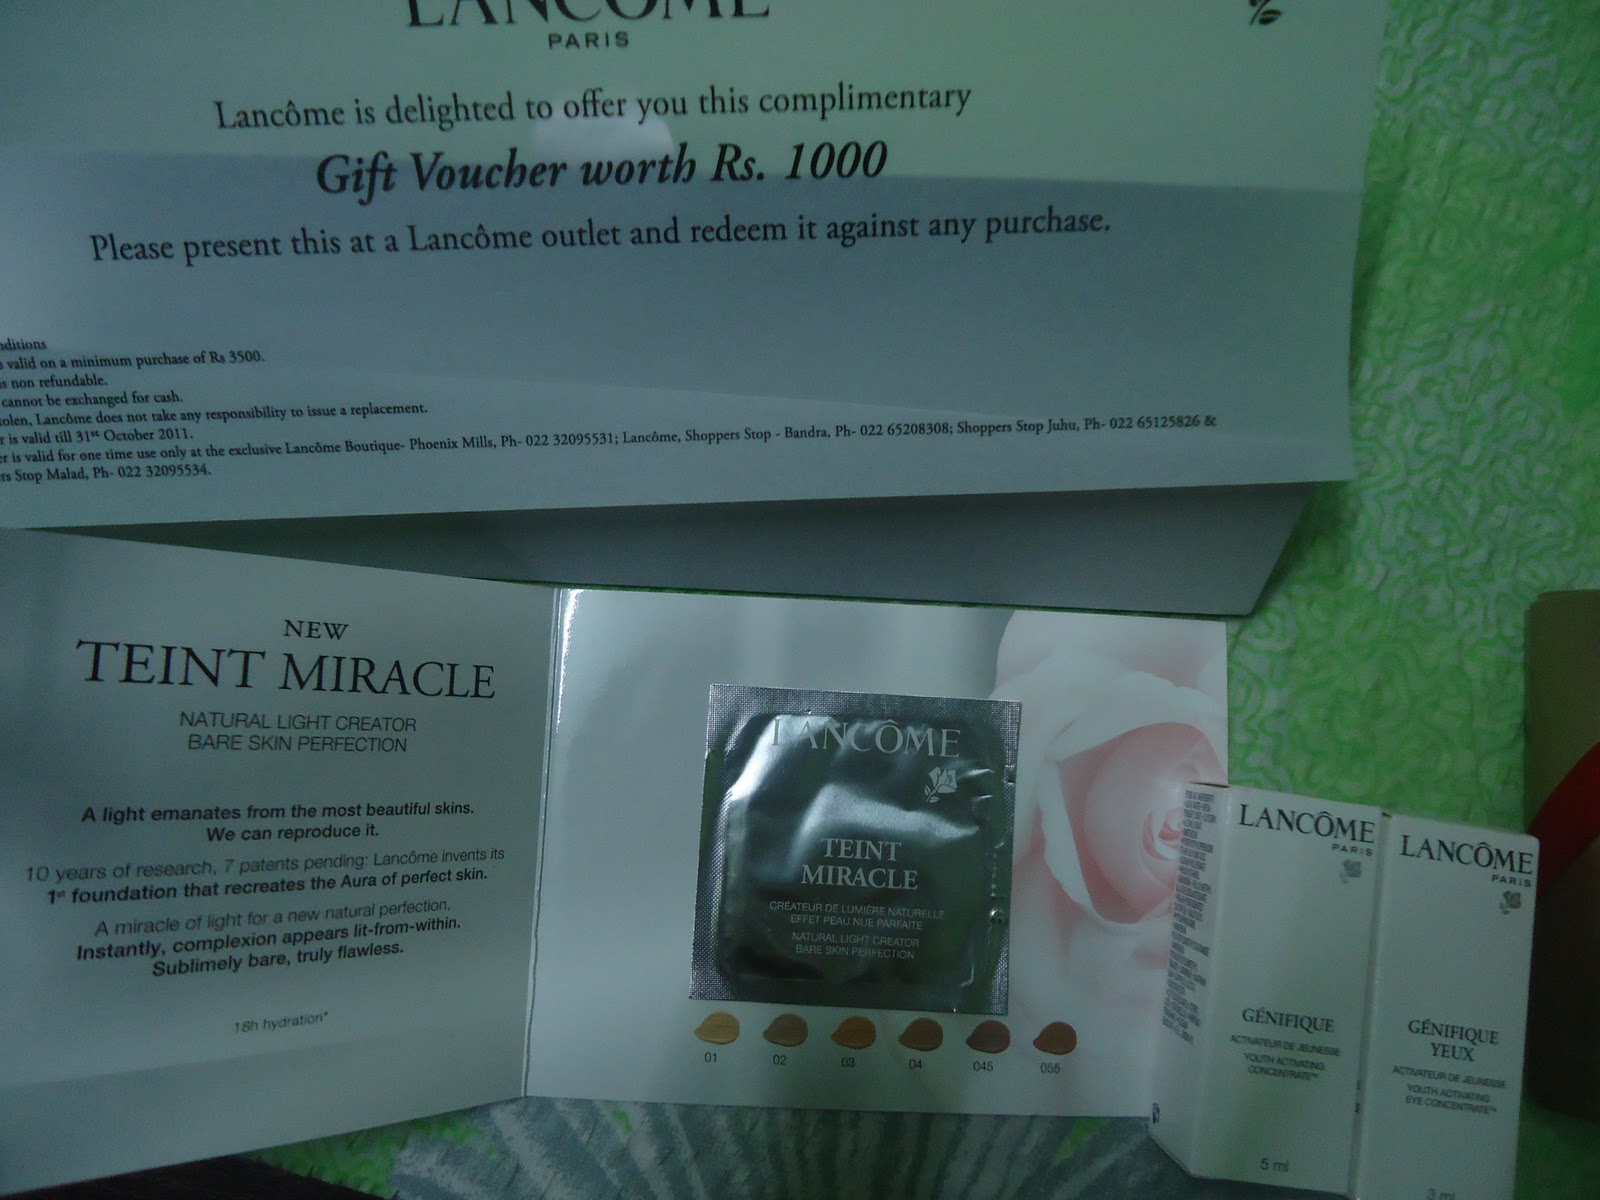 LANCÔME
PARIS
Lancôme is delighted to offer you this complimentary
Gift Voucher worth Rs. 1000
Please present this at a Lancôme outlet and redeem it against any purchase.
nditions
valid on a minimum purchase of Rs 3500.
s non refundable.
cannot be exchanged for cash.
olen, Lancôme does not take any responsibility to issue a replacement.
r is valid till 31st October 2011.
er is valid for one time use only at the exclusive Lancôme Boutique- Phoenix Mills, Ph- 022 32095531; Lancôme, Shoppers Stop - Bandra, Ph- 022 65208308; Shoppers Stop Juhu, Ph- 022 65125826 &
rs Stop Malad, Ph- 022 32095534.
NEW
TEINT MIRACLE
NATURAL LIGHT CREATOR
BARE SKIN PERFECTION
A light emanates from the most beautiful skins.
We can reproduce it.
10 years of research, 7 patents pending: Lancôme invents its
1st foundation that recreates the Aura of perfect skin.
A miracle of light for a new natural perfection.
Instantly, complexion appears lit-from-within.
Sublimely bare, truly flawless.
18h hydration*
LANCÔME
TEINT
MIRACLE
CRÉATEUR DE LUMIÈRE NATURELLE
EFFET PEAU NUE PARFAITE
NATURAL LIGHT CREATOR
BARE SKIN PERFECTION
01 02 03 04 045 055
LANCÔME
PARIS
GÉNIFIQUE
ACTIVATEUR DE JEUNESSE
YOUTH ACTIVATING
CONCENTRATE™
5 ml
LANCÔME
PARIS
GÉNIFIQUE
YEUX
ACTIVATEUR DE JEUNESSE
YOUTH ACTIVATING
EYE CONCENTRATE™